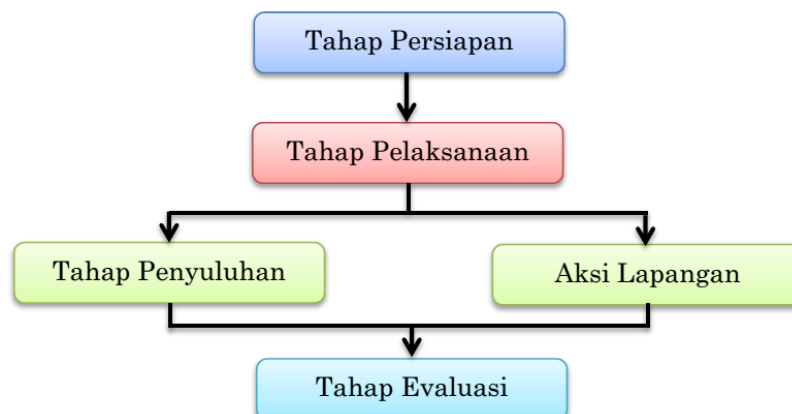 Tahap Persiapan
Tahap Pelaksanaan
Tahap Penyuluhan
Aksi Lapangan
Tahap Evaluasi